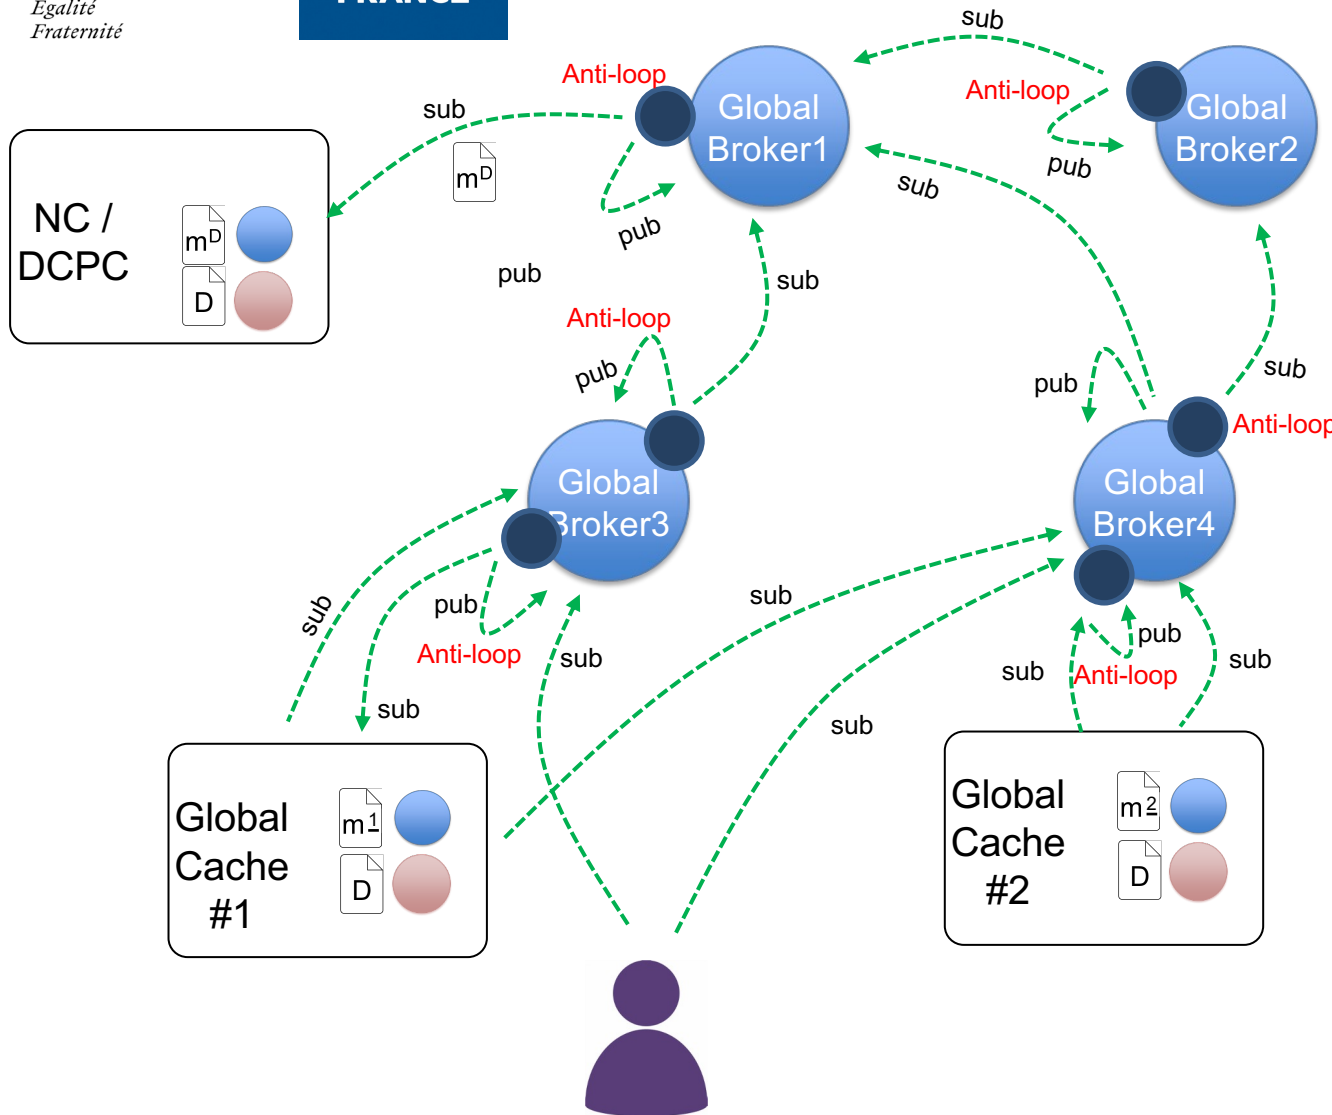 Egalité
Fraternité
FRANCE
sub
Anti-loop
sub
Global
Broker1
Anti-loop
Global
Broker2
pub
mD
sub
pub
NC /
DCPC
mD
D
pub
sub
Anti-loop
pub
pub
sub
Anti-loop
Global
Broker3
Global
Broker4
sub
pub
Anti-loop
sub
sub
sub
pub
Anti-loop
sub
sub
sub
sub
Global
Cache
#1
m1
D
Global
Cache
#2
m2
D